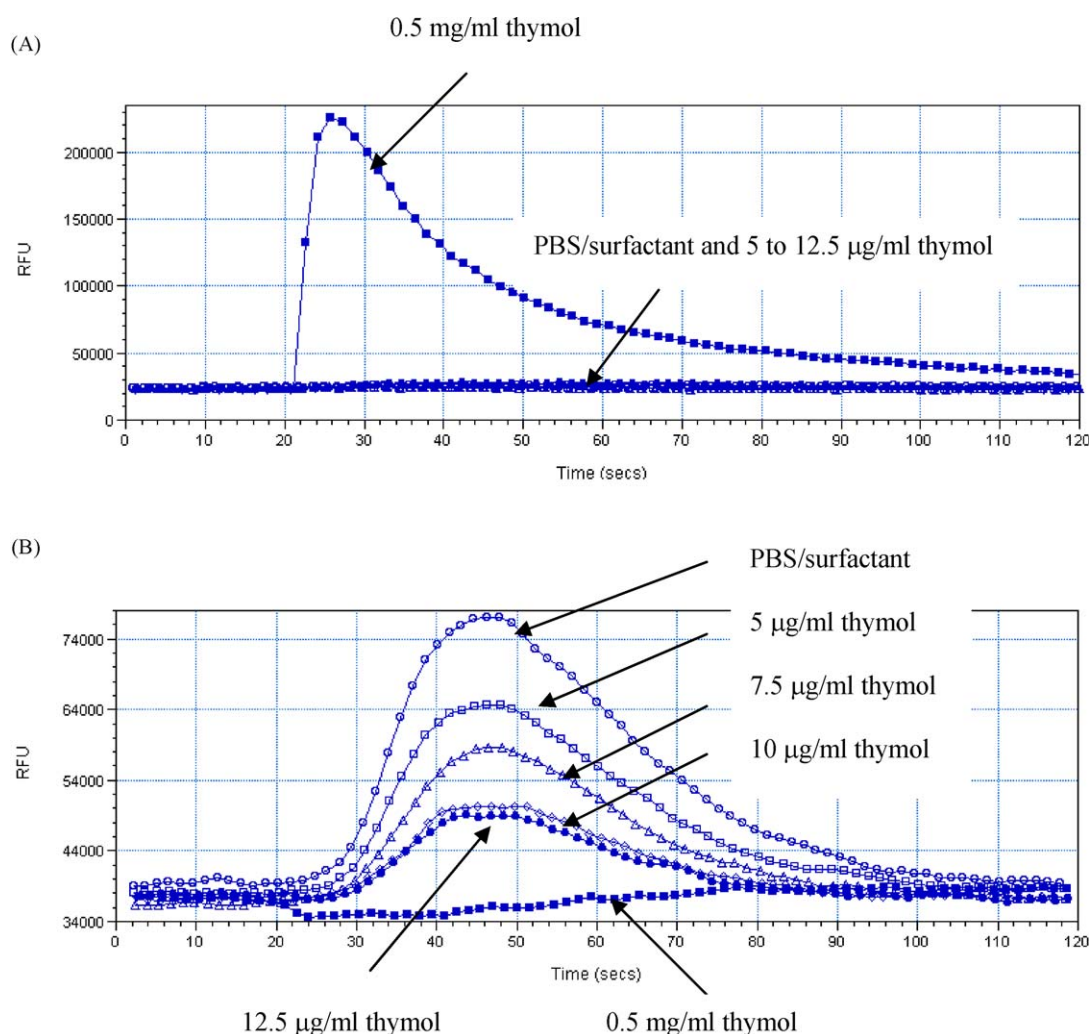 (A)
0.5 mg/ml thymol
PBS/surfactant and 5 to 12.5 µg/ml thymol
RFU
200000
150000
100000
50000
0
0 10 20 30 40 50 60 70 80 90 100 110 120
Time (secs)
(B)
PBS/surfactant
5 µg/ml thymol
7.5 µg/ml thymol
10 µg/ml thymol
RFU
74000
64000
54000
44000
34000
0 10 20 30 40 50 60 70 80 90 100 110 120
Time (secs)
12.5 µg/ml thymol
0.5 mg/ml thymol